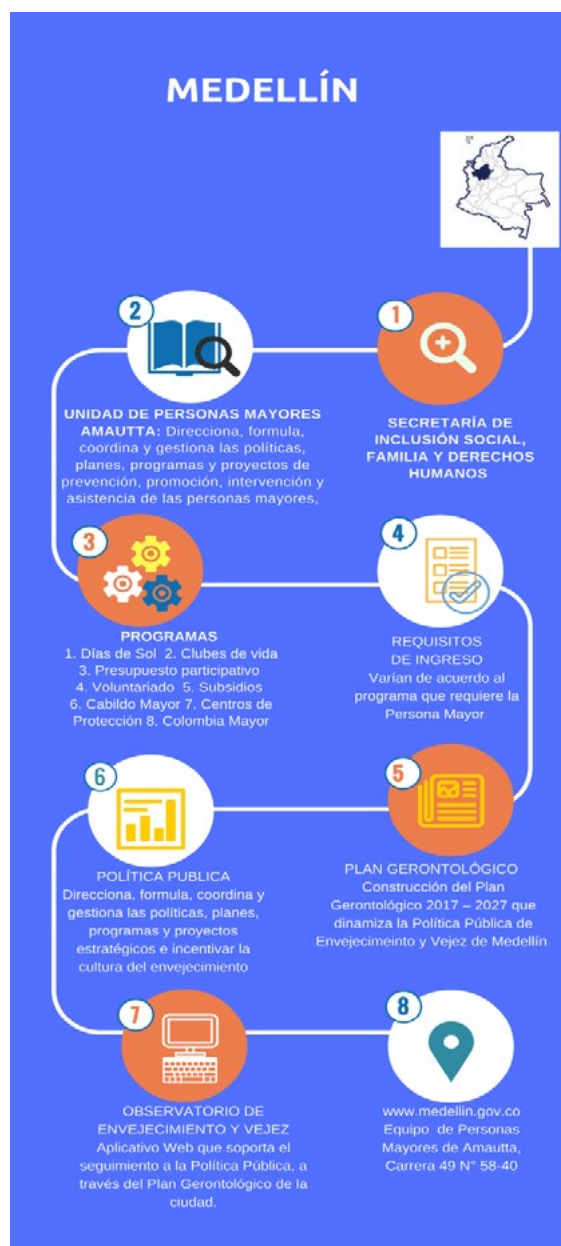 MEDELLÍN
1
SECRETARÍA DE
INCLUSIÓN SOCIAL,
FAMILIA Y DERECHOS
HUMANOS
2
UNIDAD DE PERSONAS MAYORES
AMAUTTA: Direcciona, formula,
coordina y gestiona las políticas,
planes, programas y proyectos de
prevención, promoción, intervención y
asistencia de las personas mayores,
3
PROGRAMAS
1. Días de Sol 2. Clubes de vida
3. Presupuesto participativo
4. Voluntariado 5. Subsidios
6. Cabildo Mayor 7. Centros de
Protección 8. Colombia Mayor
4
REQUISITOS
DE INGRESO
Varían de acuerdo al
programa que requiere la
Persona Mayor
5
PLAN GERONTOLÓGICO
Construcción del Plan
Gerontológico 2017 – 2027 que
dinamiza la Política Pública de
Envejecimeinto y Vejez de Medellín
6
POLÍTICA PUBLICA
Direcciona, formula, coordina y
gestiona las políticas, planes,
programas y proyectos
estratégicos e incentivar la
cultura del envejecimiento
7
OBSERVATORIO DE
ENVEJECIMIENTO Y VEJEZ
Aplicativo Web que soporta el
seguimiento a la Política Pública, a
través del Plan Gerontológico de la
ciudad.
8
www.medellin.gov.co
Equipo de Personas
Mayores de Amautta,
Carrera 49 N° 58-40